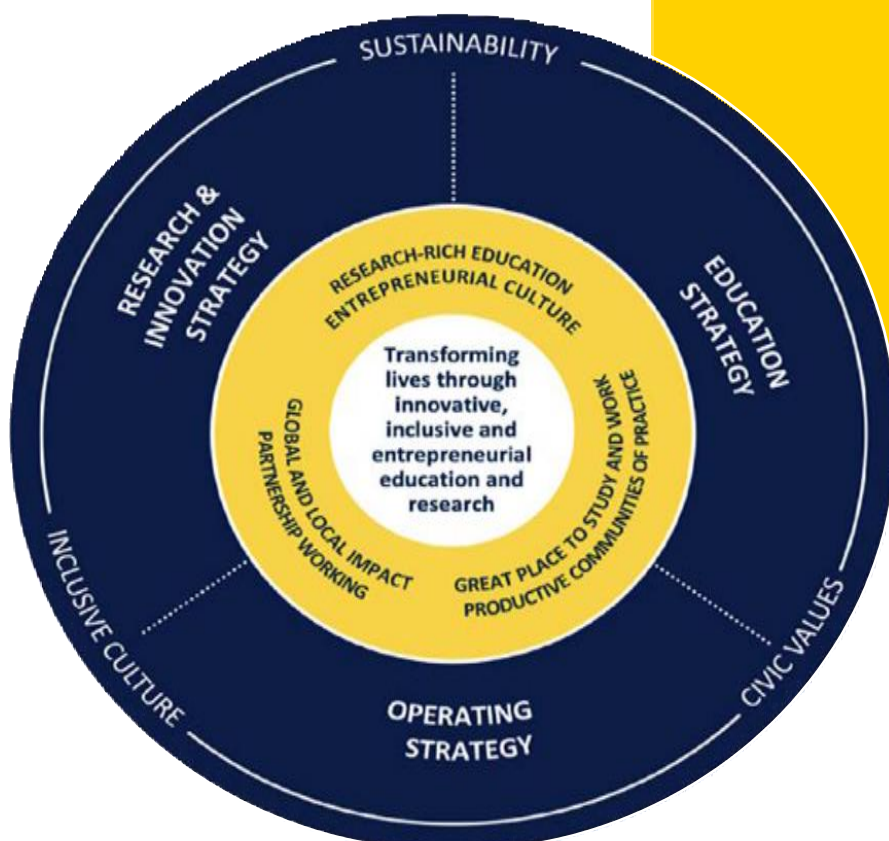 SUSTAINABILITY
RESEARCH &
INNOVATION
STRATEGY
EDUCATION
STRATEGY
RESEARCH-RICH EDUCATION
ENTREPRENEURIAL CULTURE
Transforming
lives through
innovative,
inclusive and
entrepreneurial
education and
research
GLOBAL AND LOCAL IMPACT
PARTNERSHIP WORKING
GREAT PLACE TO STUDY AND WORK
PRODUCTIVE COMMUNITIES OF PRACTICE
INCLUSIVE CULTURE
CIVIC VALUES
OPERATING
STRATEGY